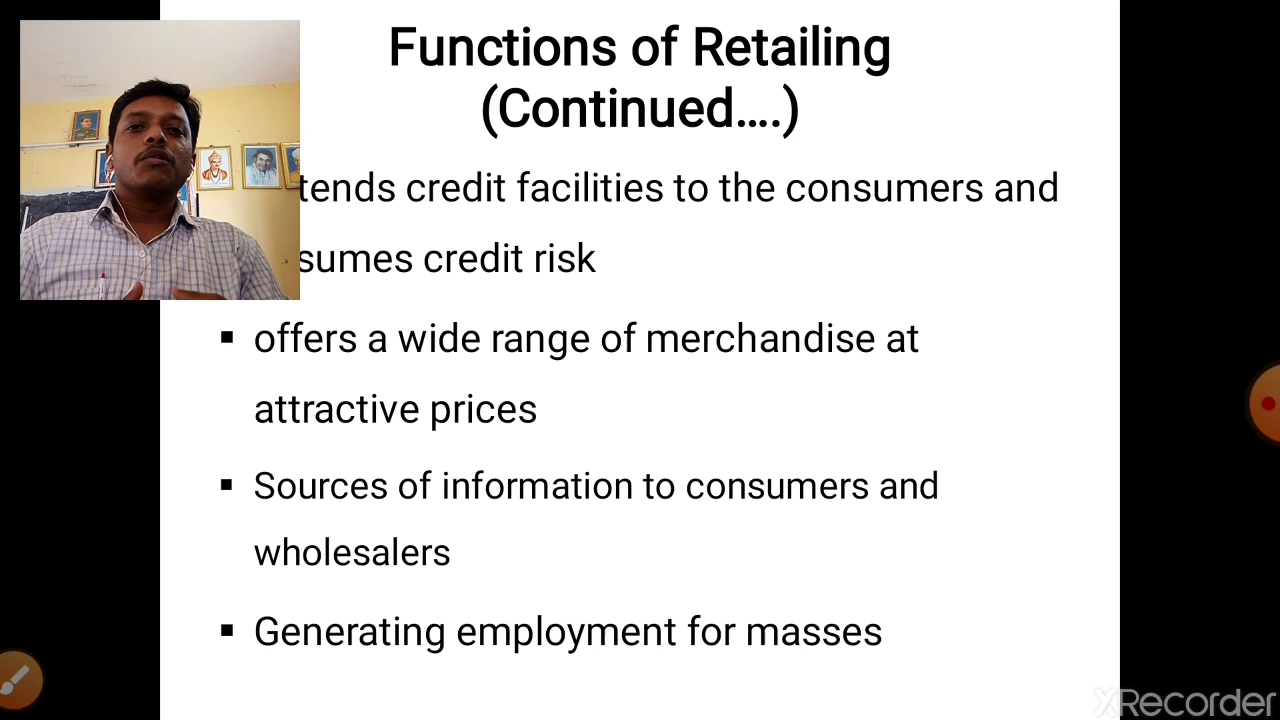 Functions of Retailing
(Continued....)
tends credit facilities to the consumers and
sumes credit risk
▪ offers a wide range of merchandise at
attractive prices
▪ Sources of information to consumers and
wholesalers
▪ Generating employment for masses
XRecorder